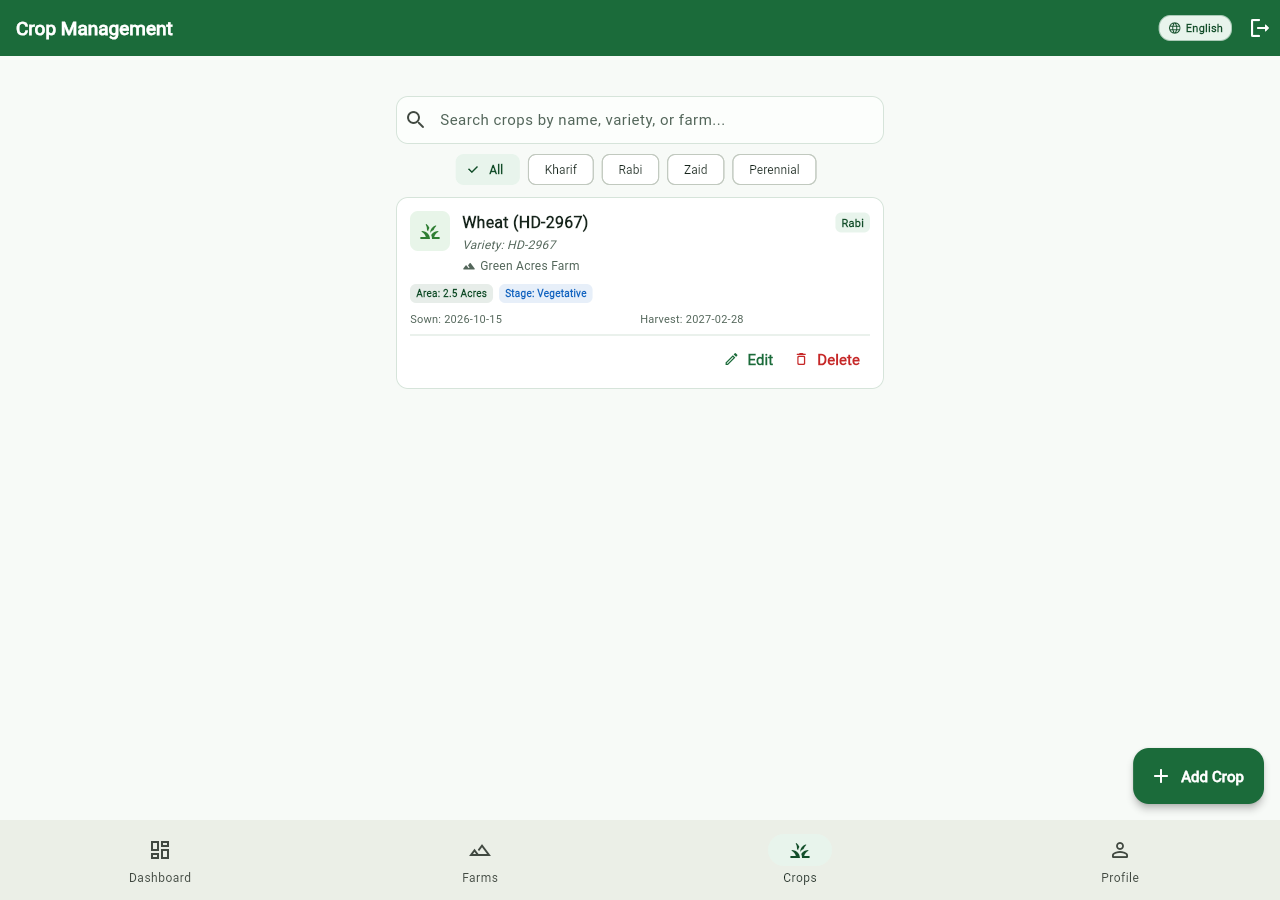 Crop Management
English
Search crops by name, variety, or farm...
All
Kharif
Rabi
Zaid
Perennial
Wheat (HD-2967)
Rabi
Variety: HD-2967
Green Acres Farm
Area: 2.5 Acres
Stage: Vegetative
Sown: 2026-10-15
Harvest: 2027-02-28
Edit
Delete
Add Crop
Dashboard
Farms
Crops
Profile